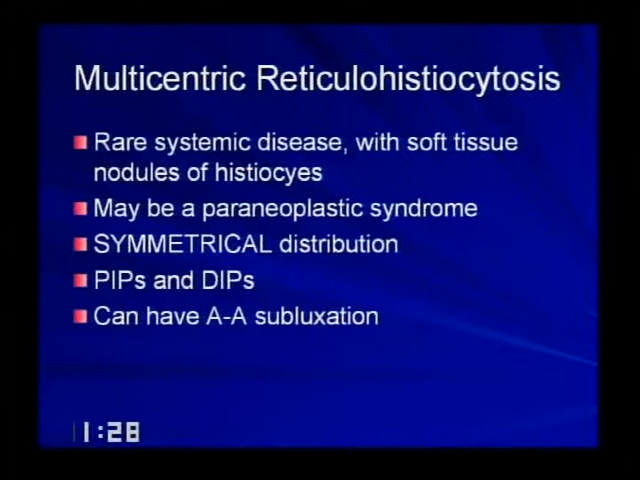 Multicentric Reticulohistiocytosis
Rare systemic disease, with soft tissue
nodules of histiocyes
May be a paraneoplastic syndrome
SYMMETRICAL distribution
PIPs and DIPs
Can have A-A subluxation
1:28